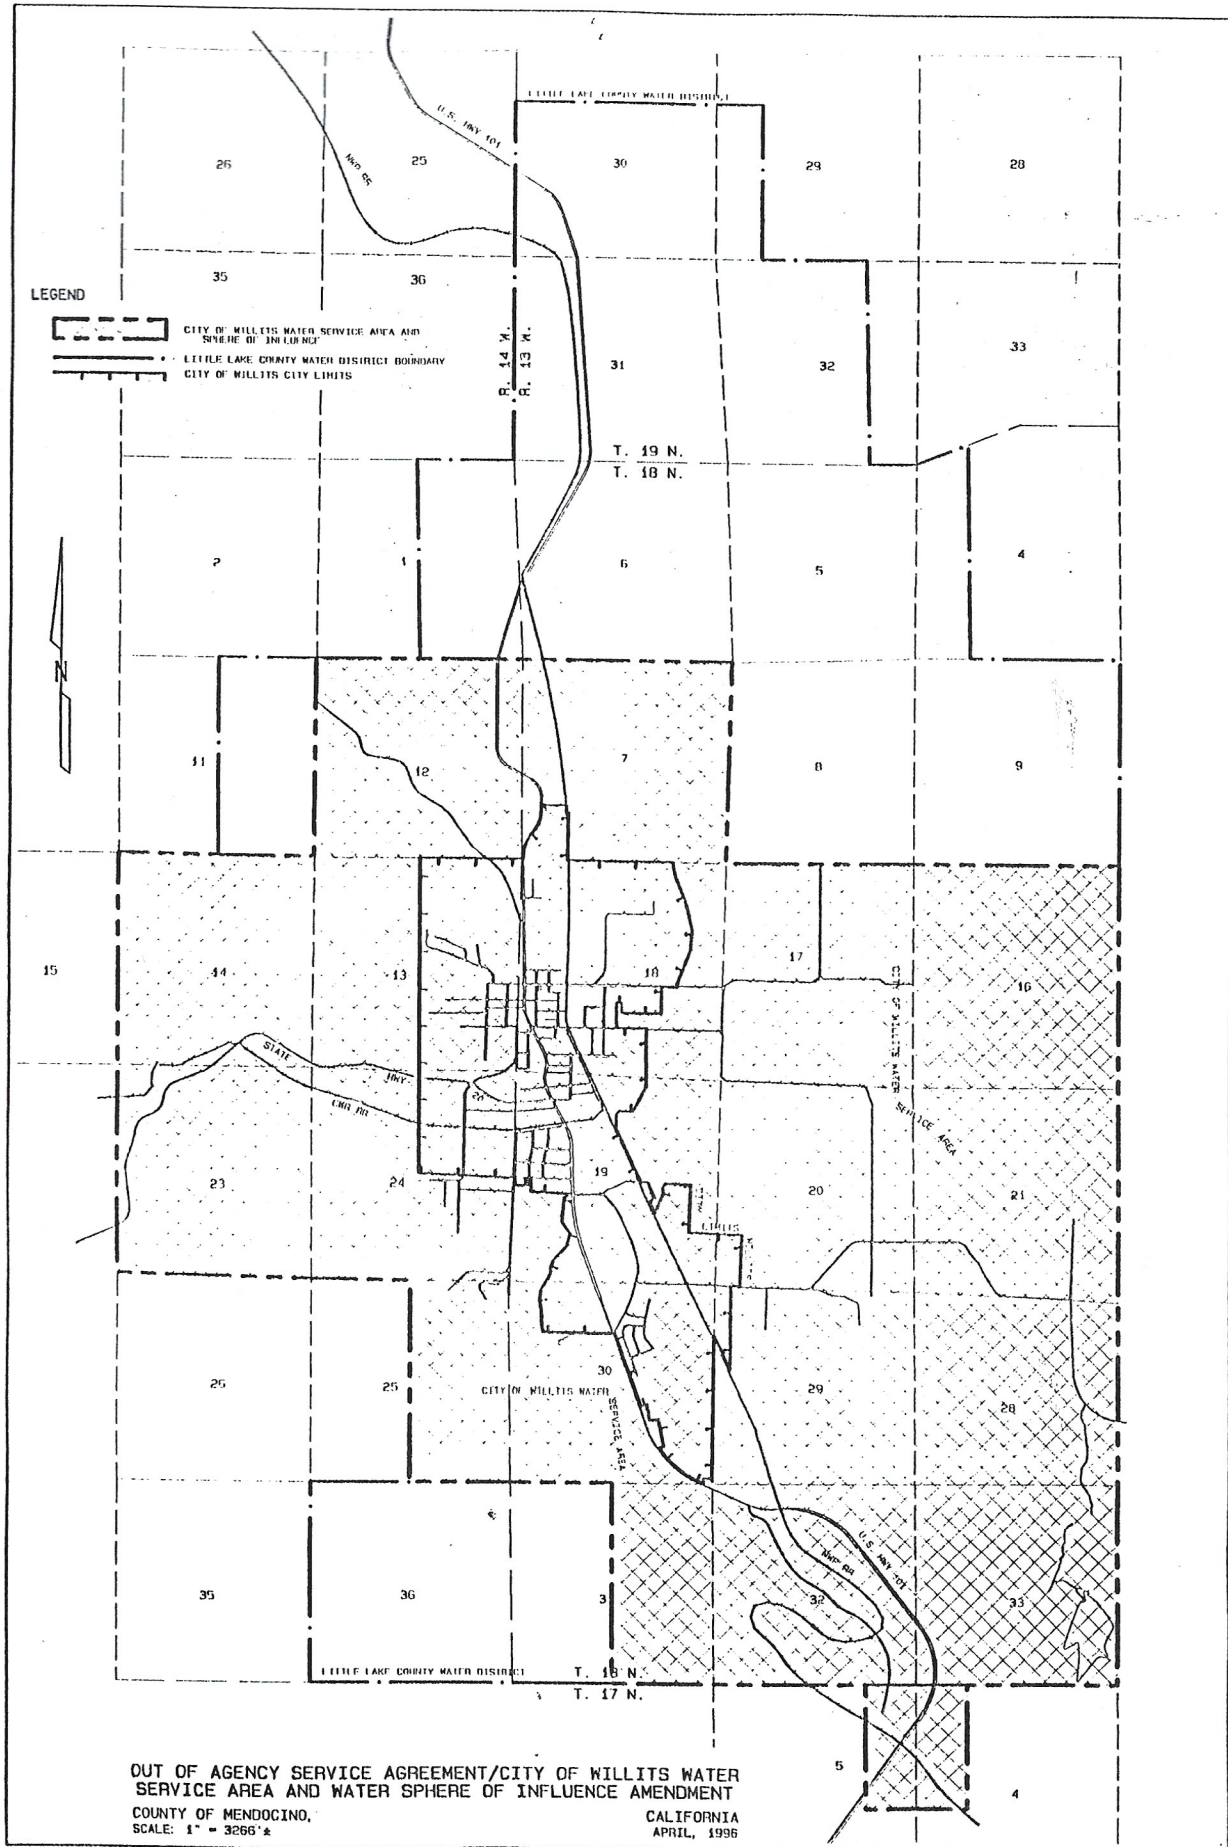 LITTLE LAKE COUNTY WATER DISTRICT
U.S. HWY 101
26
25
30
29
28
35
36
LEGEND
CITY OF WILLITS WATER SERVICE AREA AND
SPHERE OF INFLUENCE
LITTLE LAKE COUNTY WATER DISTRICT BOUNDARY
CITY OF WILLITS CITY LIMITS
R. 14 W.
R. 13 W.
31
32
33
T. 19 N.
T. 18 N.
2
1
6
5
4
N
11
12
7
8
9
15
14
13
18
17
16
CITY OF WILLITS WATER
SERVICE AREA
STATE
HWY.
20
CWR RR
23
24
19
20
21
LIMITS
26
25
30
29
28
CITY OF WILLITS WATER
SERVICE AREA
U.S. HWY 101
NWP RR
35
36
3
32
33
LITTLE LAKE COUNTY WATER DISTRICT
T. 18 N.
T. 17 N.
5
4
OUT OF AGENCY SERVICE AGREEMENT/CITY OF WILLITS WATER
SERVICE AREA AND WATER SPHERE OF INFLUENCE AMENDMENT
COUNTY OF MENDOCINO,
CALIFORNIA
SCALE: 1" = 3266'±
APRIL, 1996